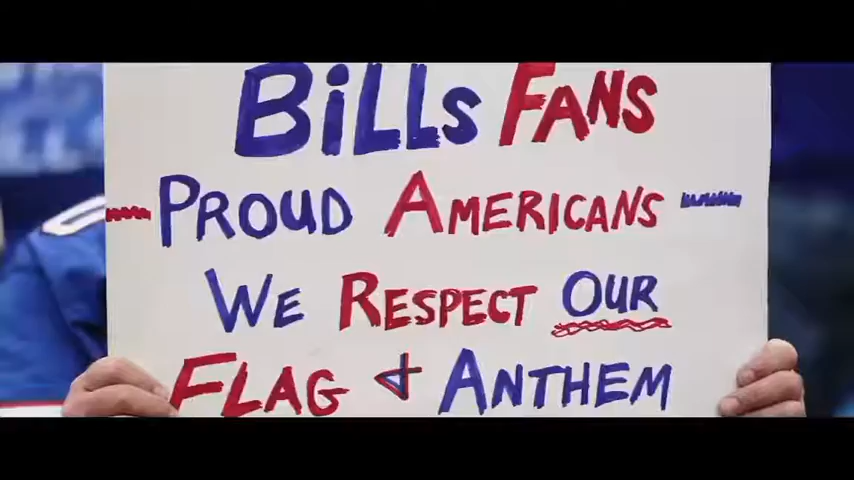 BiLLS FANS
PROUD AMERICANS
WE RESPECT OUR
FLAG & ANTHEM